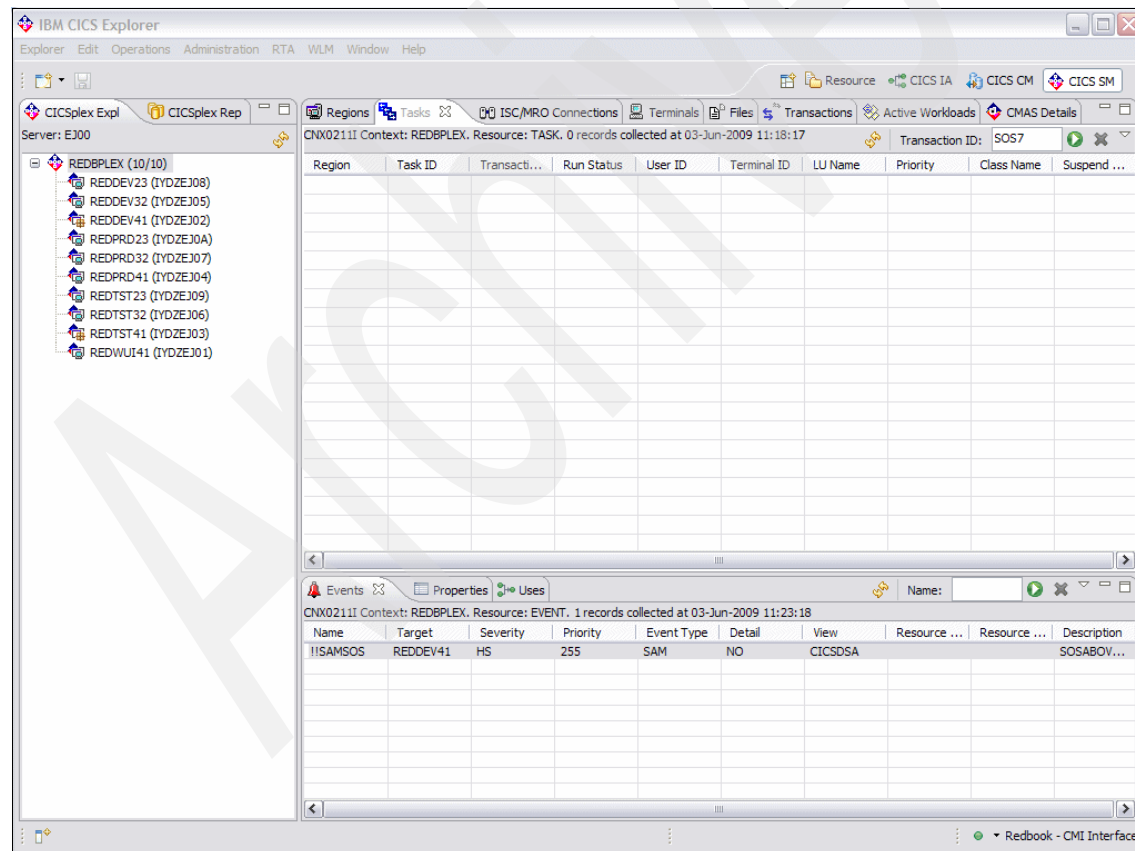 IBM CICS Explorer
Explorer Edit Operations Administration RTA WLM Window Help
Resource CICS IA CICS CM CICS SM
CICSplex Expl CICSplex Rep
Regions Tasks ISC/MRO Connections Terminals Files Transactions Active Workloads CMAS Details
Server: EJ00
CNX0211I Context: REDBPLEX. Resource: TASK. 0 records collected at 03-Jun-2009 11:18:17
Transaction ID: SOS7
Region Task ID Transacti... Run Status User ID Terminal ID LU Name Priority Class Name Suspend ...
REDBPLEX (10/10)
REDDEV23 (IYDZEJ08)
REDDEV32 (IYDZEJ05)
REDDEV41 (IYDZEJ02)
REDPRD23 (IYDZEJ0A)
REDPRD32 (IYDZEJ07)
REDPRD41 (IYDZEJ04)
REDTST23 (IYDZEJ09)
REDTST32 (IYDZEJ06)
REDTST41 (IYDZEJ03)
REDWUI41 (IYDZEJ01)
Events Properties Uses
Name:
CNX0211I Context: REDBPLEX. Resource: EVENT. 1 records collected at 03-Jun-2009 11:23:18
Name Target Severity Priority Event Type Detail View Resource ... Resource ... Description
!!SAMSOS REDDEV41 HS 255 SAM NO CICSDSA SOSABOV...
Redbook - CMI Interface
Archive